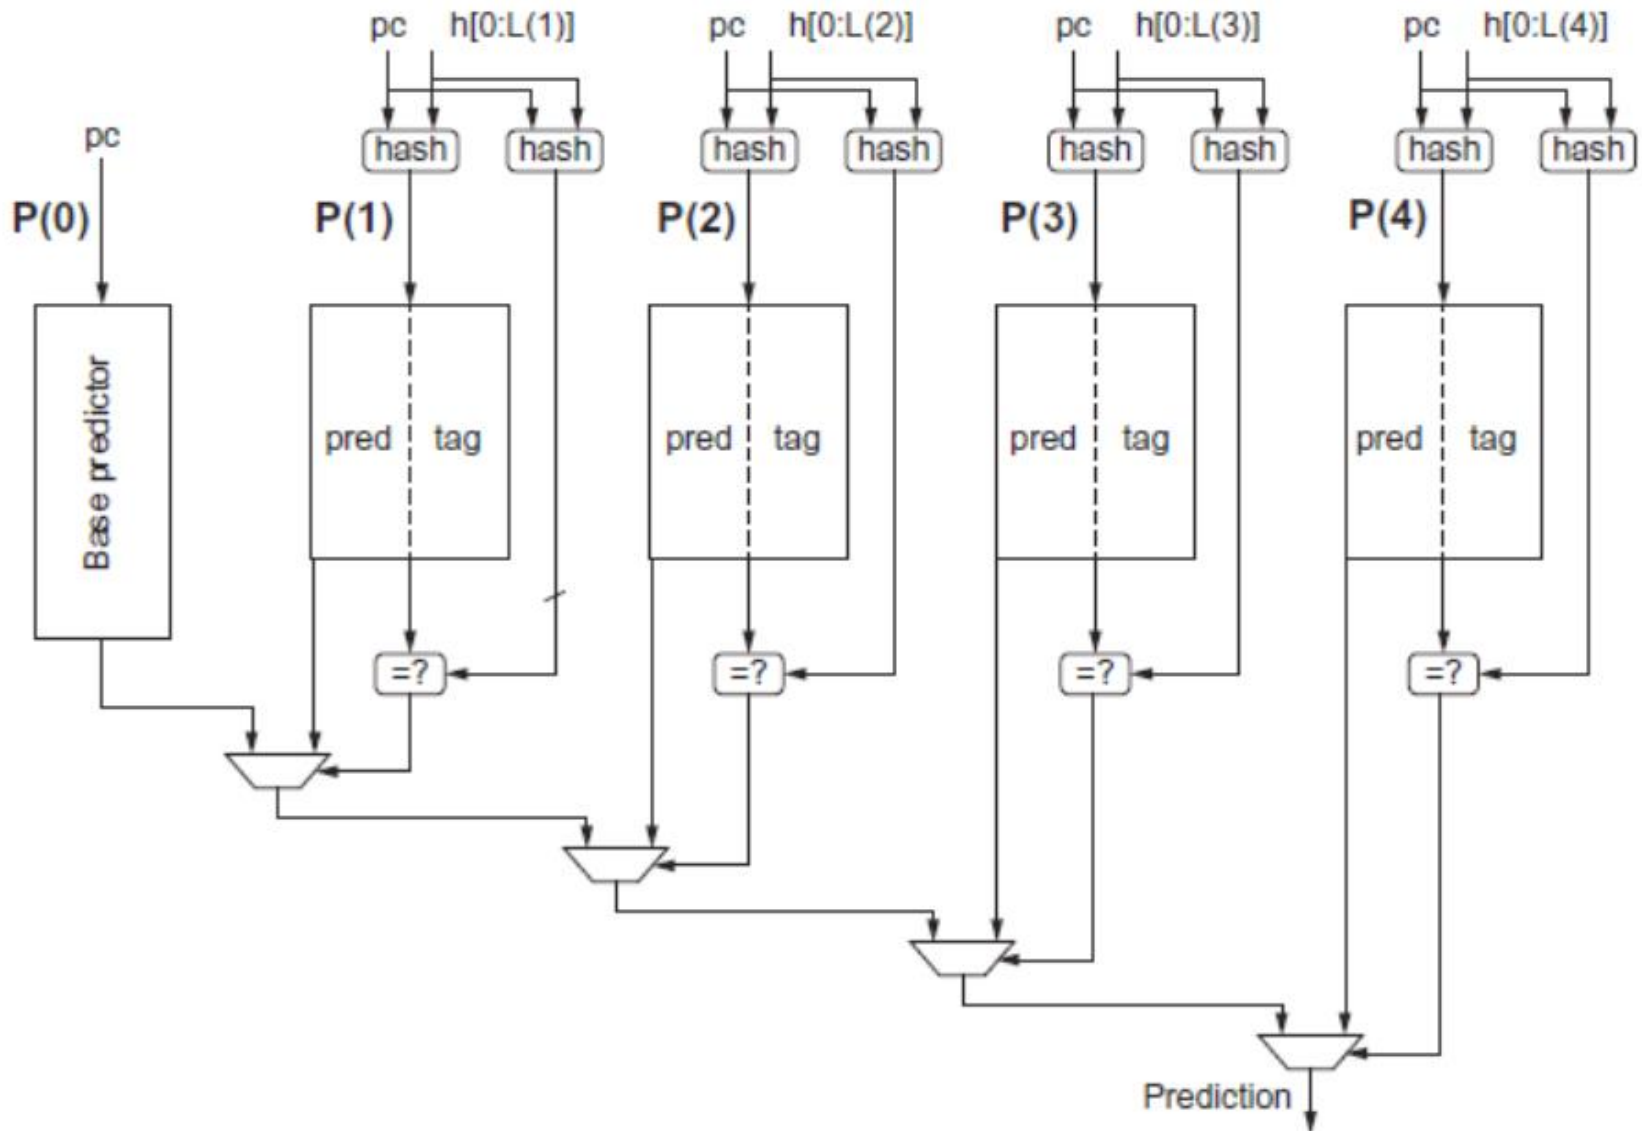 pc h[0:L(1)] pc h[0:L(2)] pc h[0:L(3)] pc h[0:L(4)]
pc hash hash hash hash hash hash hash hash
P(0) P(1) P(2) P(3) P(4)
Base predictor
pred tag pred tag pred tag pred tag
=? =? =? =?
Prediction